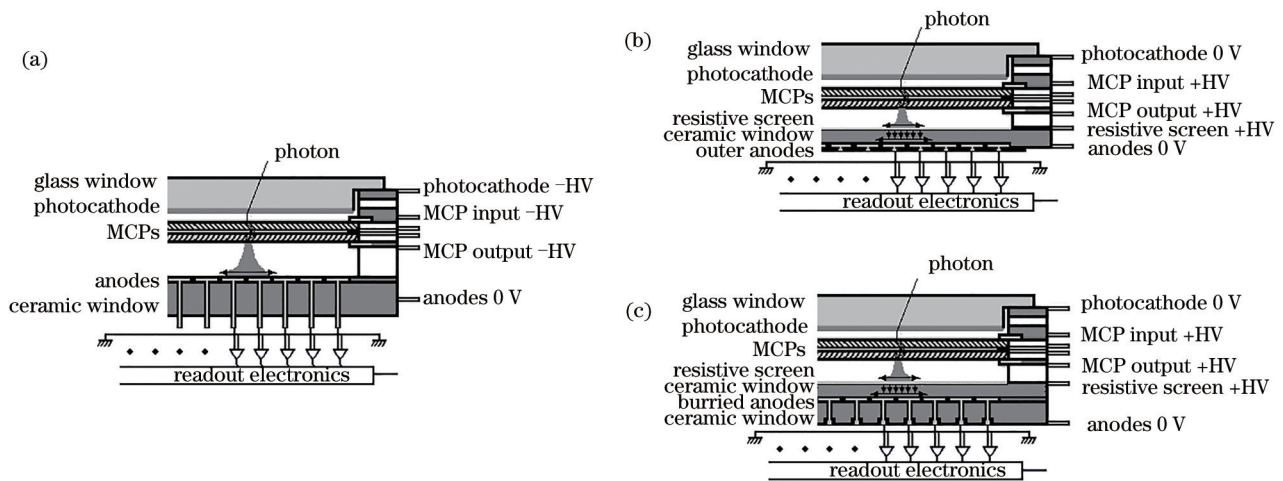 (a)
photon
glass window
photocathode
MCPs
anodes
ceramic window
photocathode −HV
MCP input −HV
MCP output −HV
anodes 0 V
readout electronics
(b)
photon
glass window
photocathode
MCPs
resistive screen
ceramic window
outer anodes
photocathode 0 V
MCP input +HV
MCP output +HV
resistive screen +HV
anodes 0 V
readout electronics
(c)
photon
glass window
photocathode
MCPs
resistive screen
ceramic window
burried anodes
ceramic window
photocathode 0 V
MCP input +HV
MCP output +HV
resistive screen +HV
anodes 0 V
readout electronics